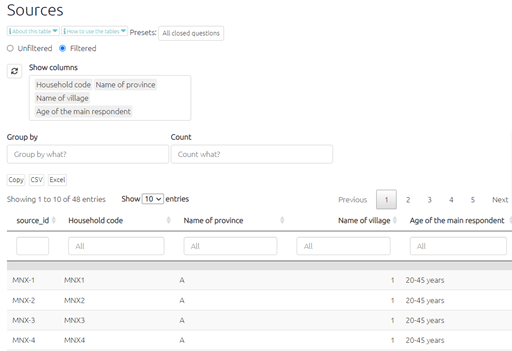 Sources
About this table How to use the tables Presets: All closed questions
Unfiltered Filtered
Show columns
Household code Name of province
Name of village
Age of the main respondent
Group by Count
Group by what? Count what?
Copy CSV Excel
Showing 1 to 10 of 48 entries Show 10 entries Previous 1 2 3 4 5 Next
source_id Household code Name of province Name of village Age of the main respondent
All All All All
MNX-1 MNX1 A 1 20-45 years
MNX-2 MNX2 A 1 20-45 years
MNX-3 MNX3 A 1 20-45 years
MNX-4 MNX4 A 1 20-45 years